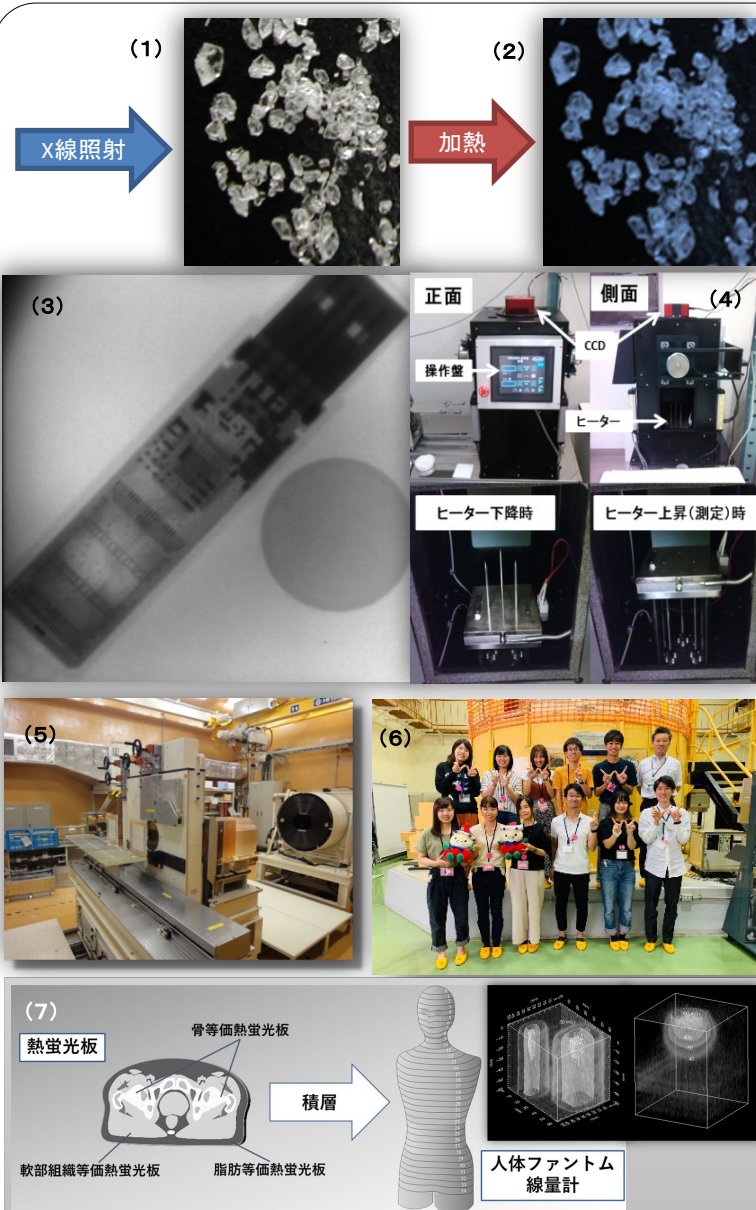 (1)
(2)
X線照射
加熱
(3)
正面
側面
(4)
CCD
操作盤
ヒーター
ヒーター下降時
ヒーター上昇(測定)時
(5)
(6)
(7)
骨等価熱蛍光板
熱蛍光板
積層
軟部組織等価熱蛍光板
脂肪等価熱蛍光板
人体ファントム
線量計